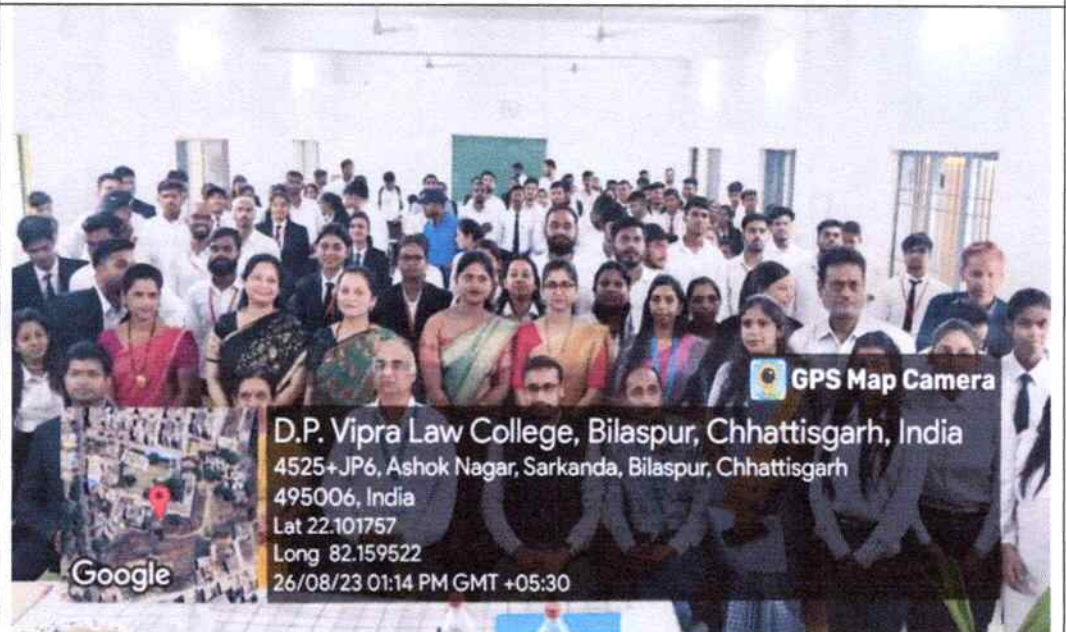 GPS Map Camera
D.P. Vipra Law College, Bilaspur, Chhattisgarh, India
4525+JP6, Ashok Nagar, Sarkanda, Bilaspur, Chhattisgarh
495006, India
Lat 22.101757
Long 82.159522
26/08/23 01:14 PM GMT +05:30
Google